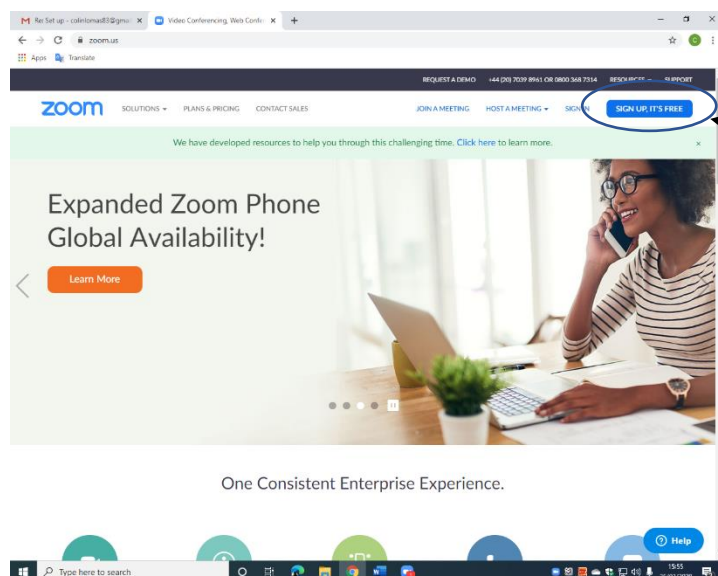 Re: Set up - colinlomas83@gmai
Video Conferencing, Web Confe
zoom.us
Apps Translate
REQUEST A DEMO +44 (20) 7039 8961 OR 0800 368 7314 RESOURCES SUPPORT
zoom SOLUTIONS PLANS & PRICING CONTACT SALES JOIN A MEETING HOST A MEETING SIGN IN SIGN UP, IT'S FREE
We have developed resources to help you through this challenging time. Click here to learn more.
Expanded Zoom Phone
Global Availability!
Learn More
One Consistent Enterprise Experience.
Help
Type here to search
15:55